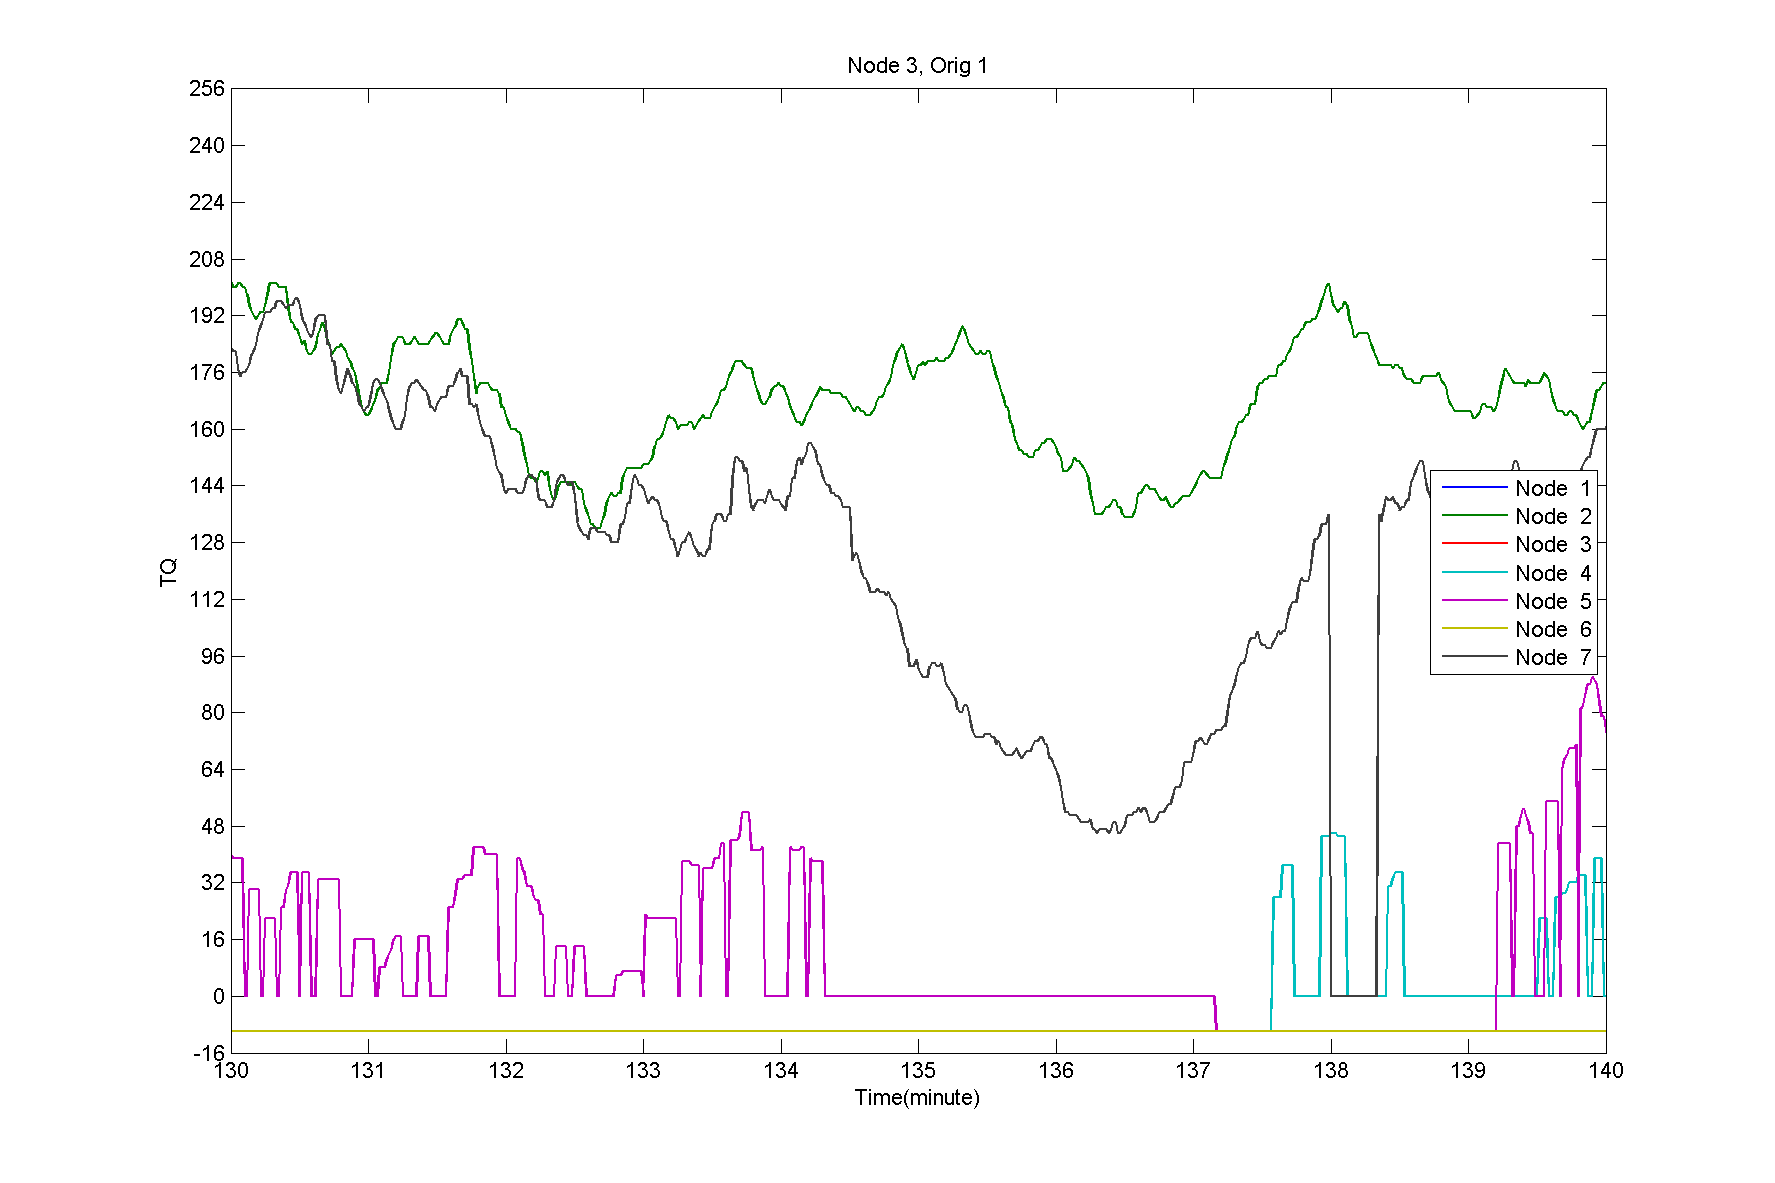 Node 3, Orig 1
256
240
224
208
192
176
160
144
128
112
96
80
64
48
32
16
0
-16
TQ
Node 1
Node 2
Node 3
Node 4
Node 5
Node 6
Node 7
130 131 132 133 134 135 136 137 138 139 140
Time(minute)